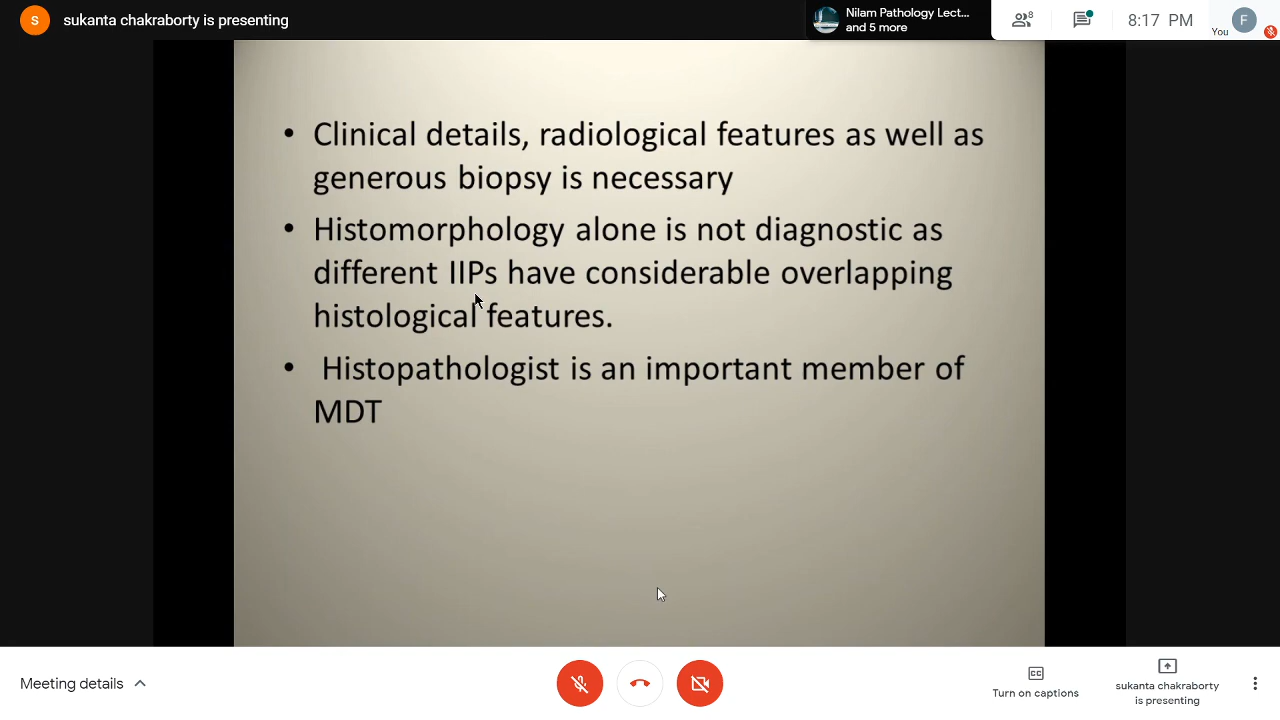 S
sukanta chakraborty is presenting
Nilam Pathology Lect...
and 5 more
8
8:17 PM
F
You
• Clinical details, radiological features as well as
generous biopsy is necessary
• Histomorphology alone is not diagnostic as
different IIPs have considerable overlapping
histological features.
• Histopathologist is an important member of
MDT
Meeting details
CC
Turn on captions
sukanta chakraborty
is presenting